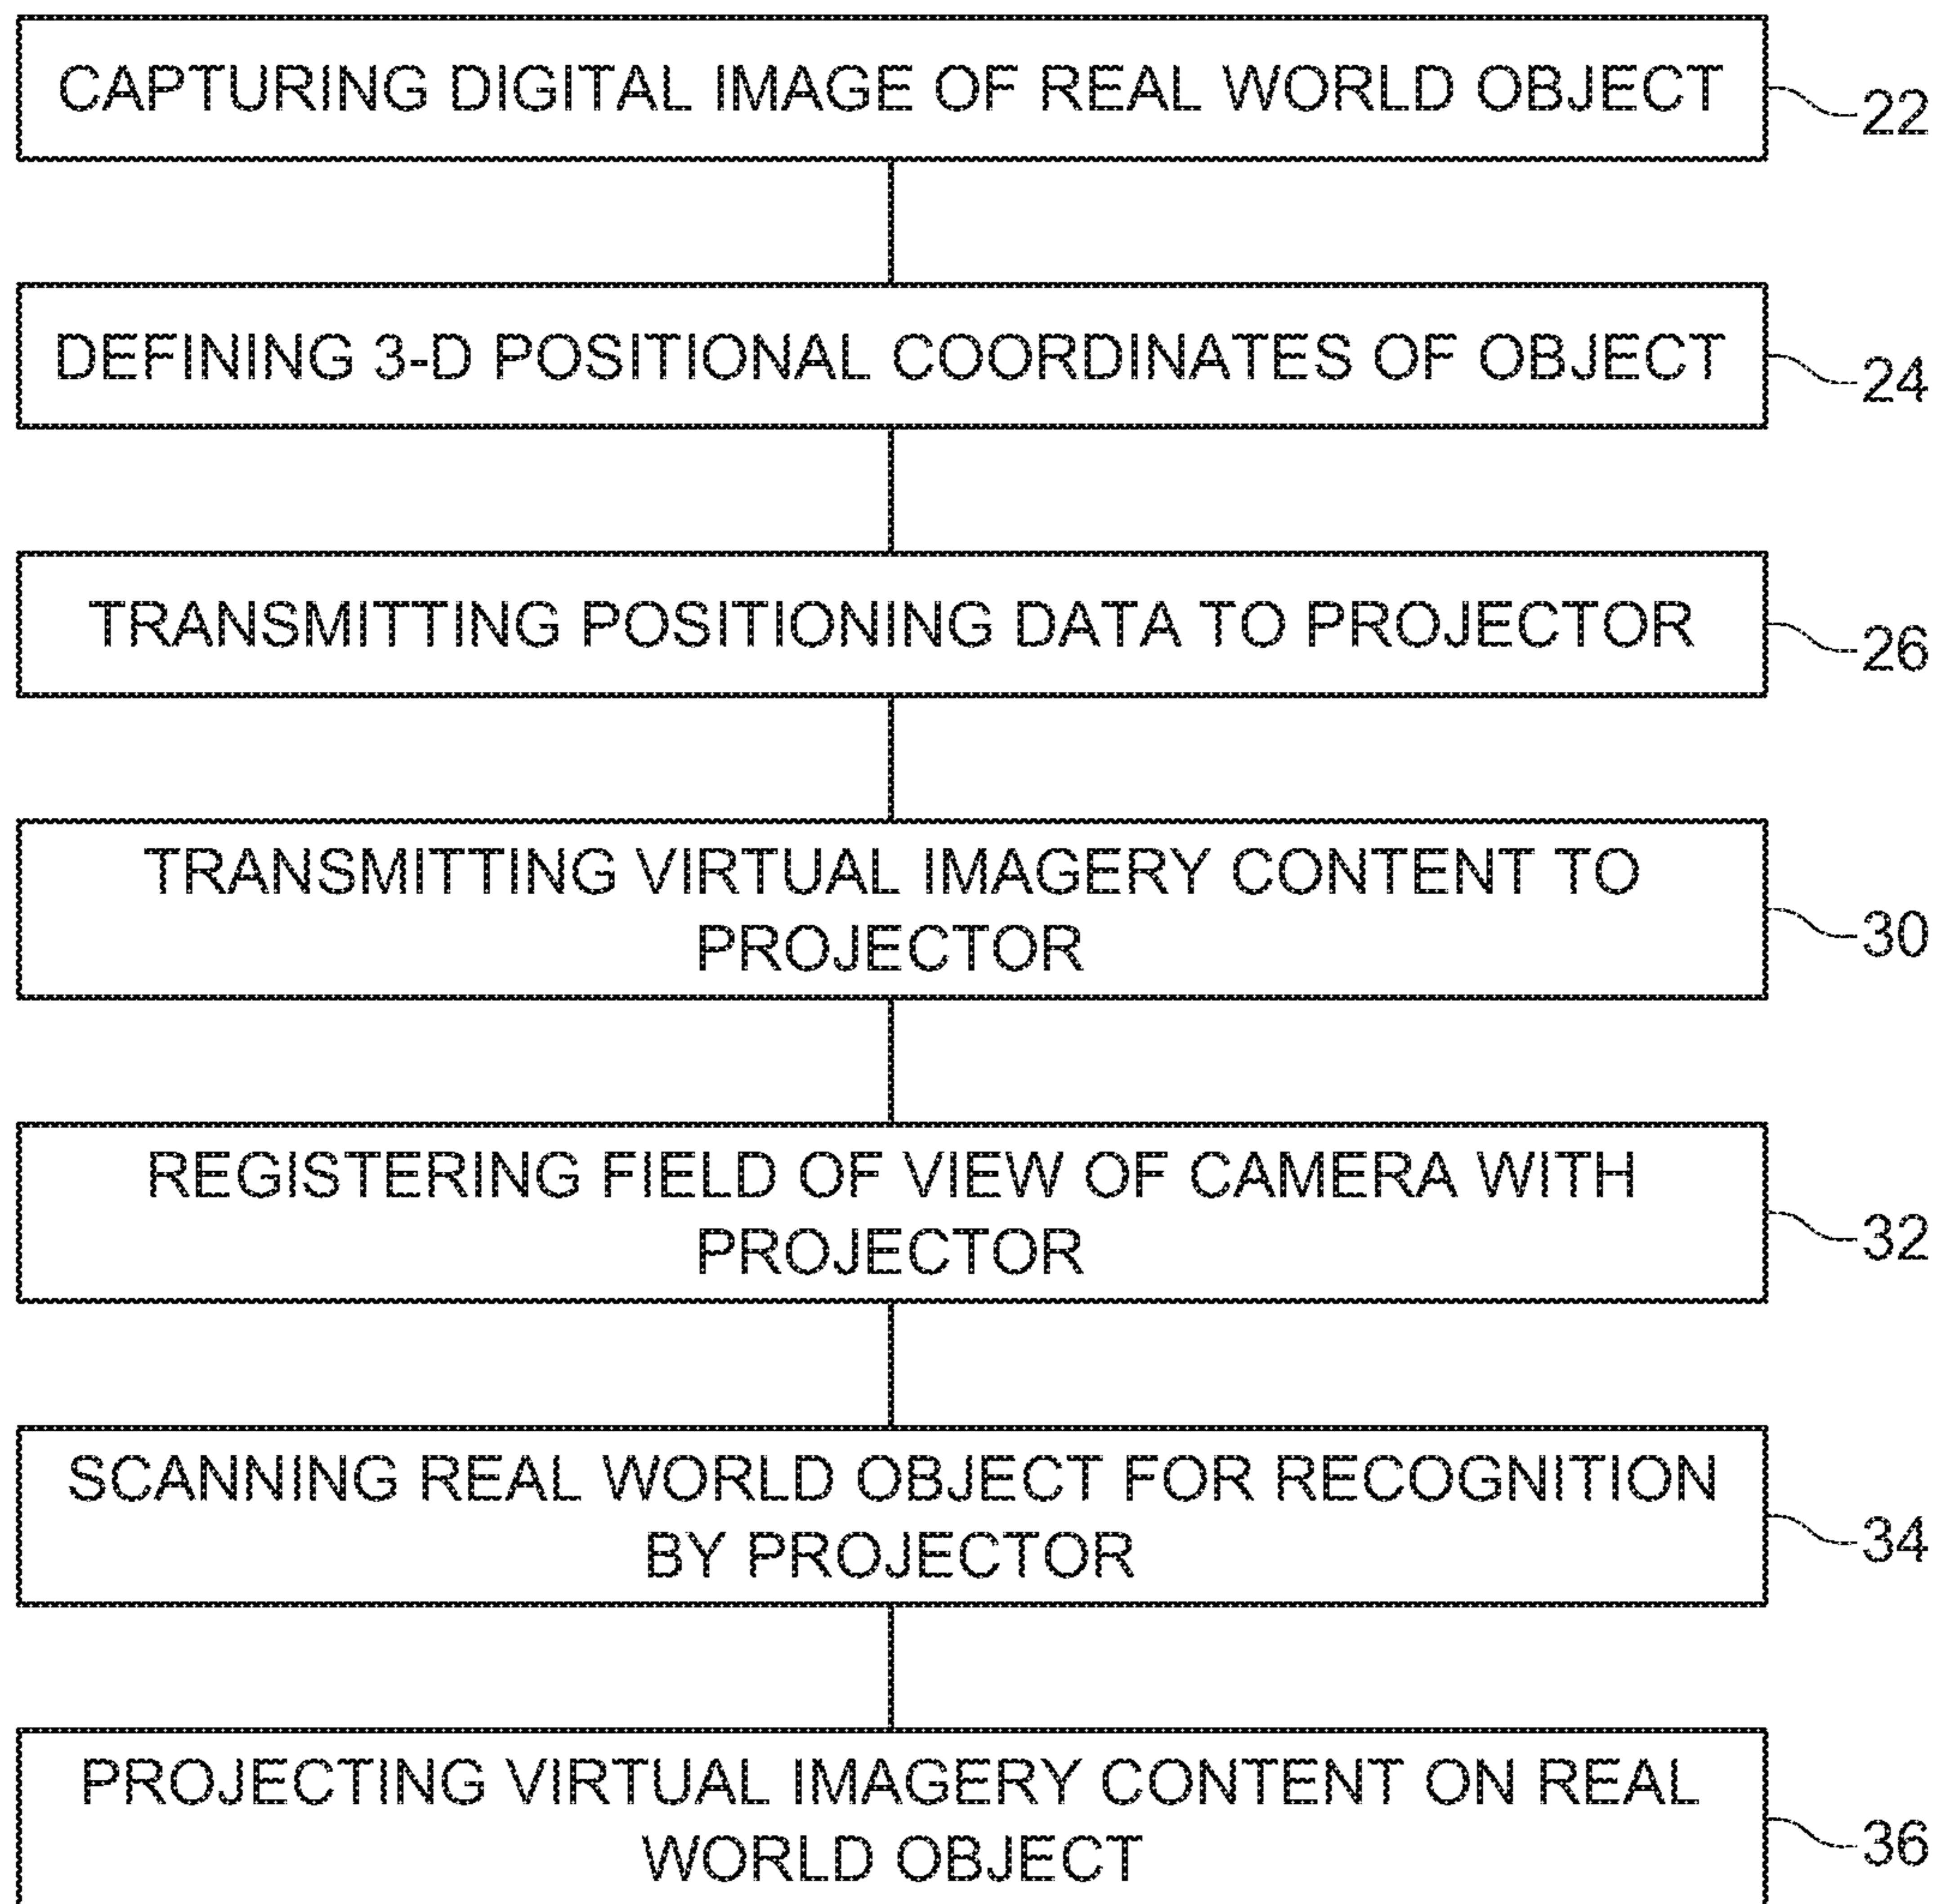 CAPTURING DIGITAL IMAGE OF REAL WORLD OBJECT
22
DEFINING 3-D POSITIONAL COORDINATES OF OBJECT
24
TRANSMITTING POSITIONING DATA TO PROJECTOR
26
TRANSMITTING VIRTUAL IMAGERY CONTENT TO
PROJECTOR
30
REGISTERING FIELD OF VIEW OF CAMERA WITH
PROJECTOR
32
SCANNING REAL WORLD OBJECT FOR RECOGNITION
BY PROJECTOR
34
PROJECTING VIRTUAL IMAGERY CONTENT ON REAL
WORLD OBJECT
36